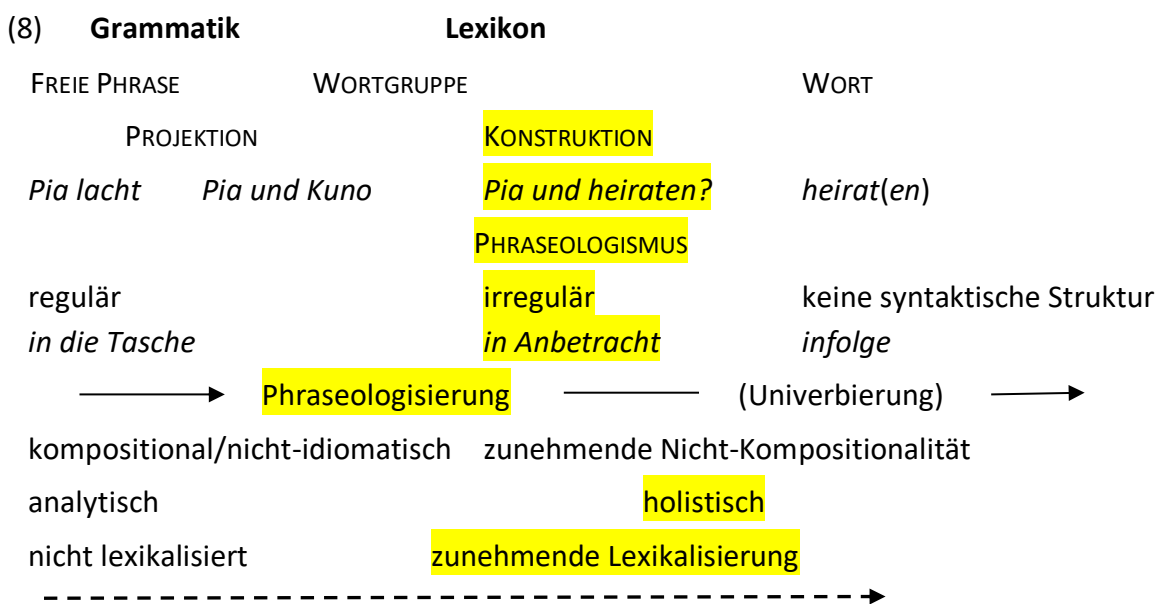 (8) Grammatik Lexikon
FREIE PHRASE WORTGRUPPE WORT
PROJEKTION KONSTRUKTION
Pia lacht Pia und Kuno Pia und heiraten? heirat(en)
PHRASEOLOGISMUS
regulär irregulär keine syntaktische Struktur
in die Tasche in Anbetracht infolge
Phraseologisierung (Univerbierung)
kompositional/nicht-idiomatisch zunehmende Nicht-Kompositionalität
analytisch holistisch
nicht lexikalisiert zunehmende Lexikalisierung